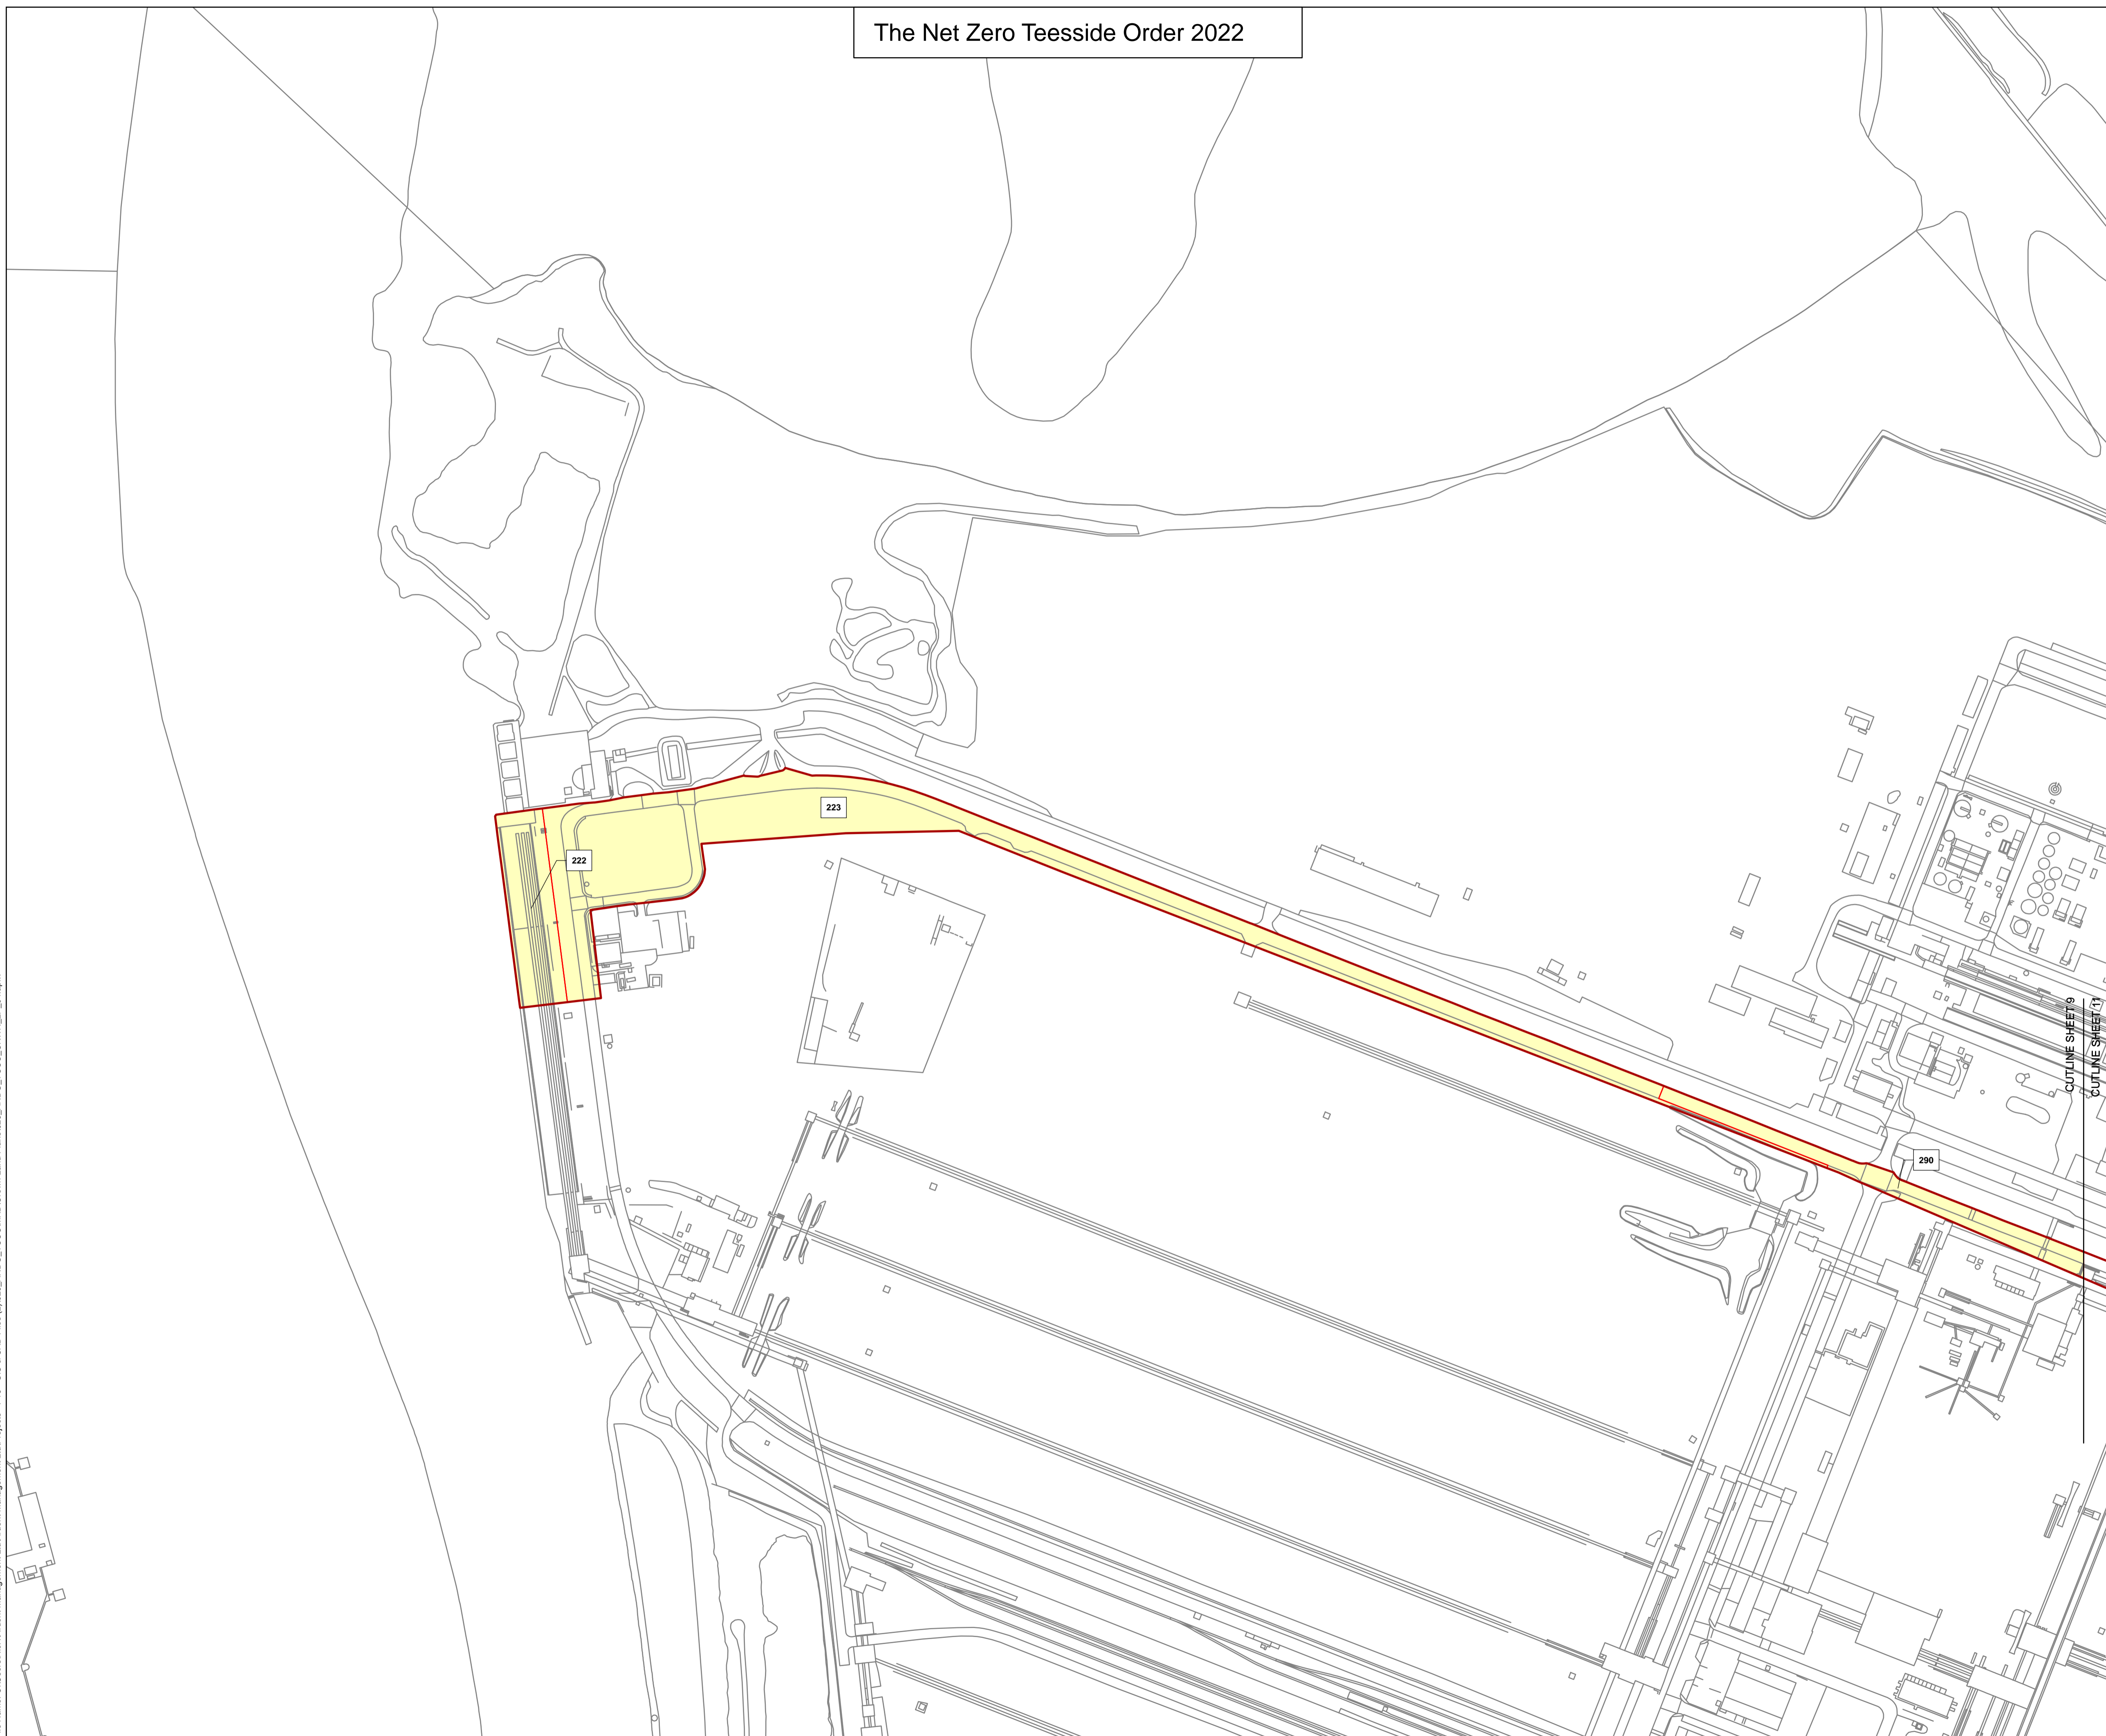 The Net Zero Teesside Order 2022
223
222
290
CUTLINE SHEET 9
CUTLINE SHEET 11